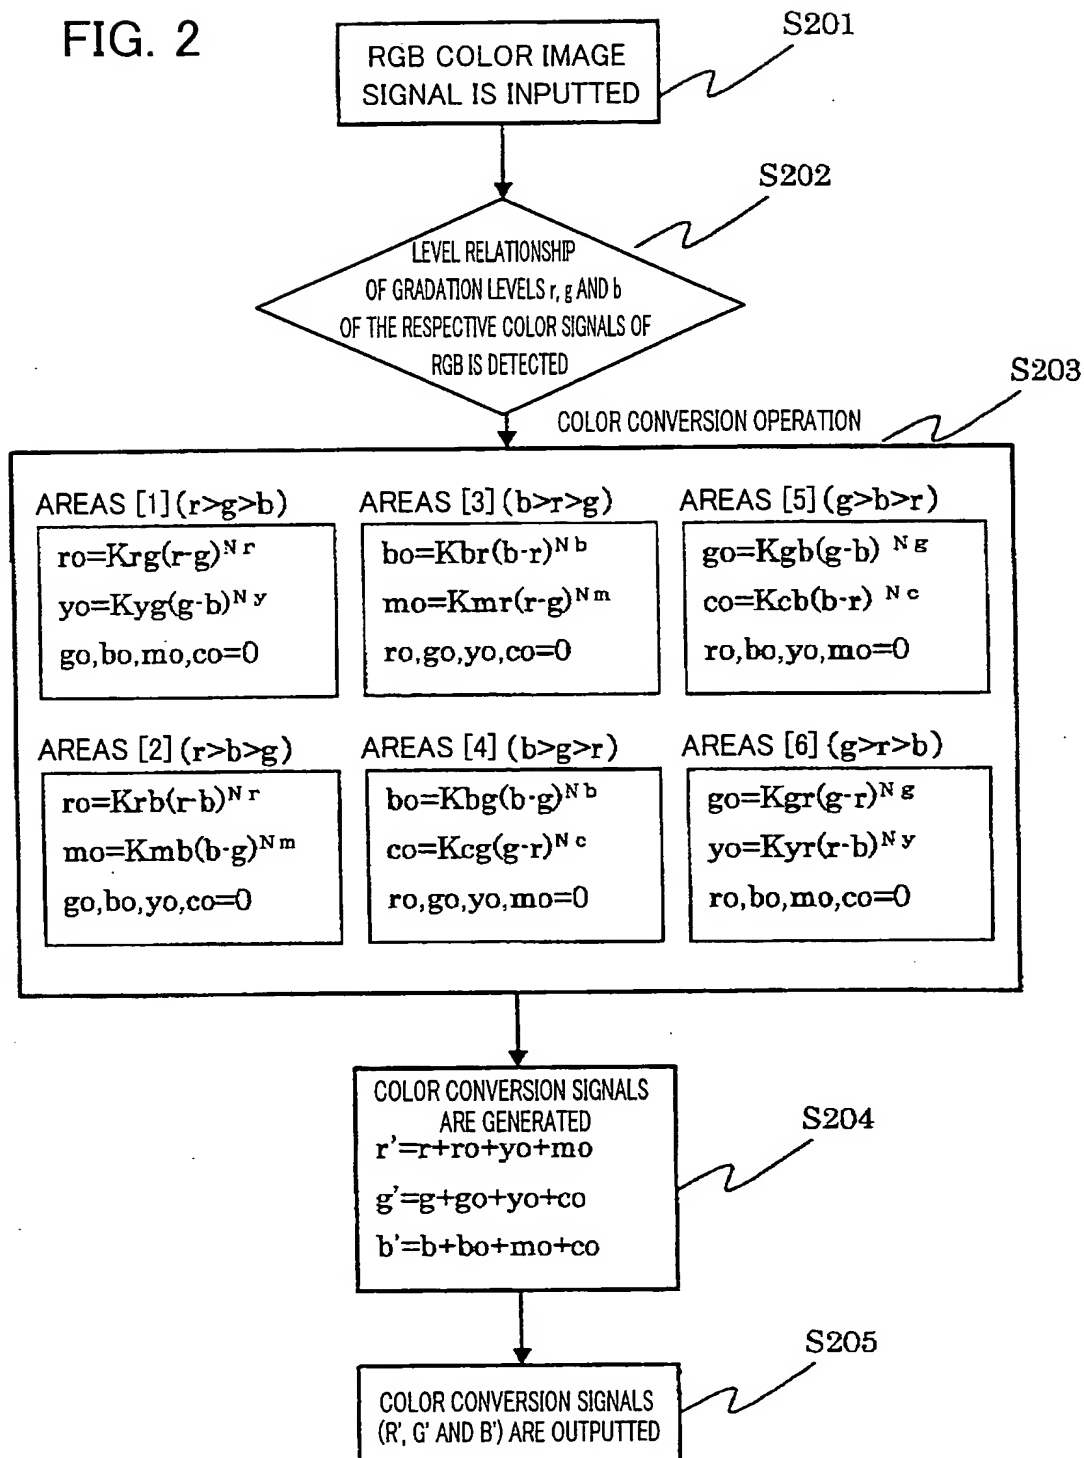 FIG. 2
S201
RGB COLOR IMAGE
SIGNAL IS INPUTTED
S202
LEVEL RELATIONSHIP
OF GRADATION LEVELS r, g AND b
OF THE RESPECTIVE COLOR SIGNALS OF
RGB IS DETECTED
S203
COLOR CONVERSION OPERATION
AREAS [1](r>g>b)
ro=Krg(r-g)^Nr
yo=Kyg(g-b)^Ny
go,bo,mo,co=0
AREAS [3](b>r>g)
bo=Kbr(b-r)^Nb
mo=Kmr(r-g)^Nm
ro,go,yo,co=0
AREAS [5](g>b>r)
go=Kgb(g-b)^Ng
co=Kcb(b-r)^Nc
ro,bo,yo,mo=0
AREAS [2](r>b>g)
ro=Krb(r-b)^Nr
mo=Kmb(b-g)^Nm
go,bo,yo,co=0
AREAS [4](b>g>r)
bo=Kbg(b-g)^Nb
co=Kcg(g-r)^Nc
ro,go,yo,mo=0
AREAS [6](g>r>b)
go=Kgr(g-r)^Ng
yo=Kyr(r-b)^Ny
ro,bo,mo,co=0
COLOR CONVERSION SIGNALS
ARE GENERATED
r'=r+ro+yo+mo
g'=g+go+yo+co
b'=b+bo+mo+co
S204
S205
COLOR CONVERSION SIGNALS
(R', G' AND B') ARE OUTPUTTED